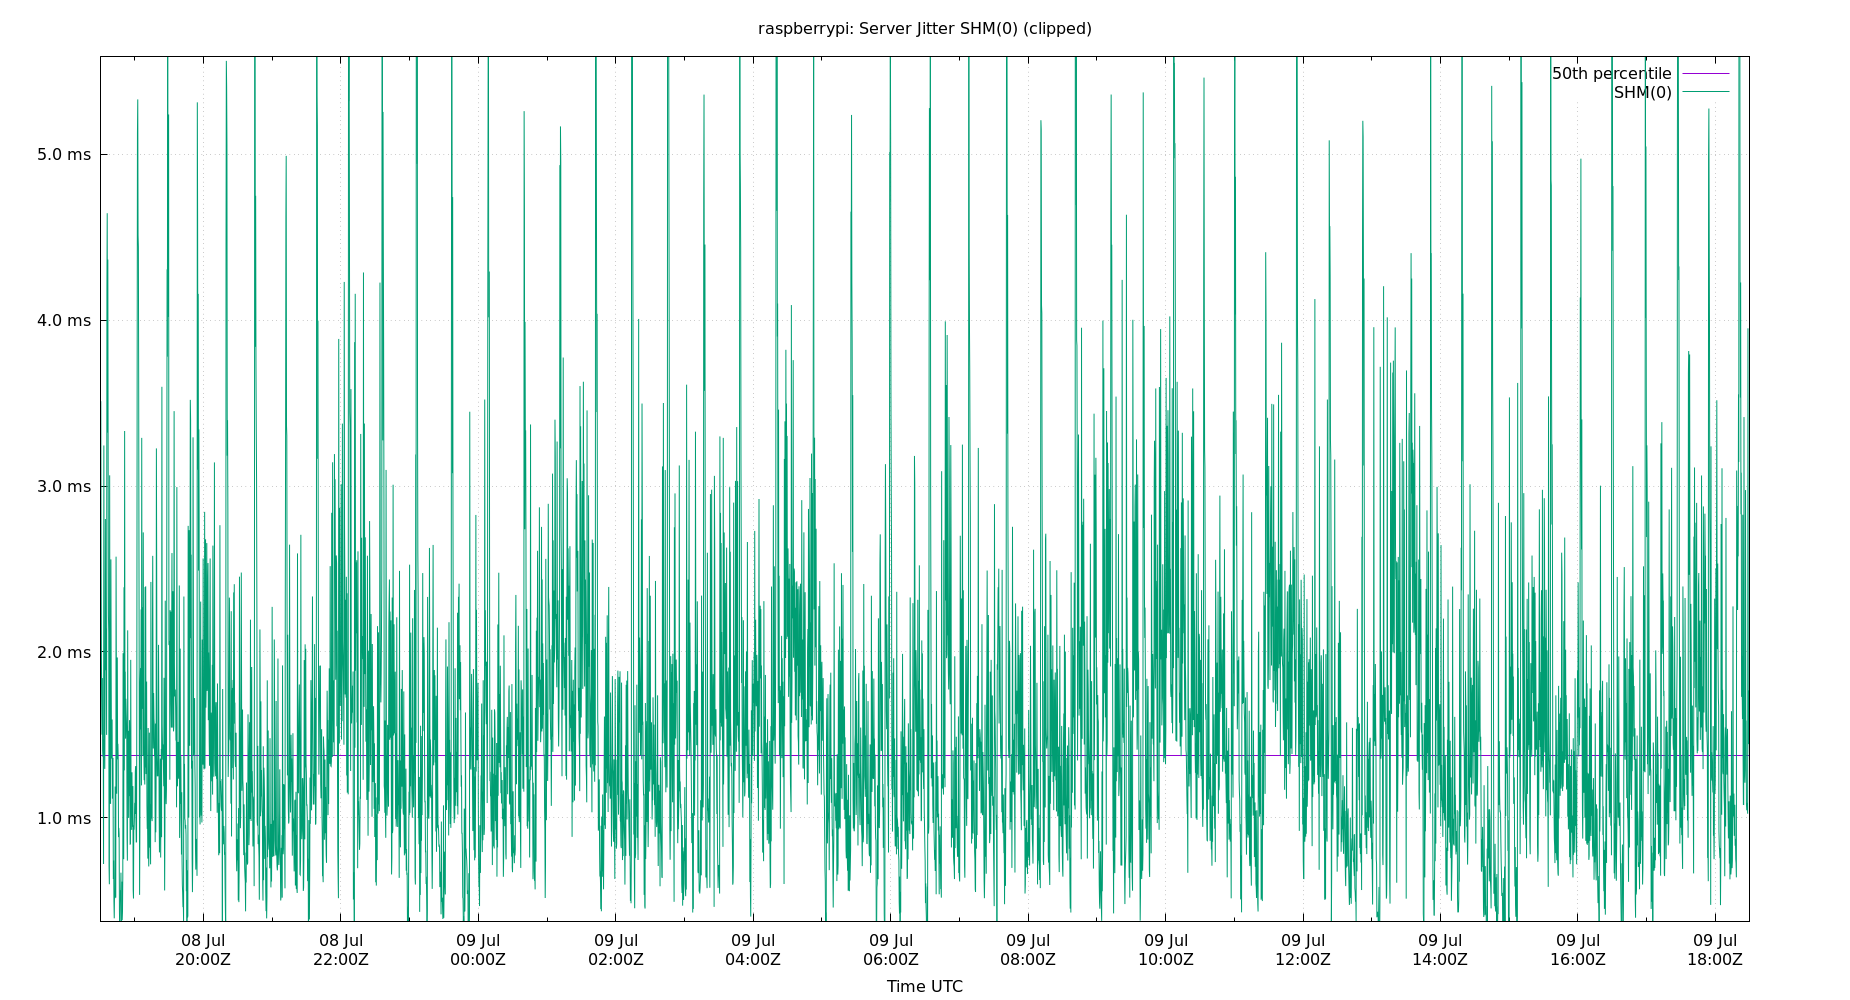 raspberrypi: Server Jitter SHM(0) (clipped)
50th percentile
SHM(0)
5.0 ms
4.0 ms
3.0 ms
2.0 ms
1.0 ms
08 Jul 08 Jul 09 Jul 09 Jul 09 Jul 09 Jul 09 Jul 09 Jul 09 Jul 09 Jul 09 Jul 09 Jul
20:00Z 22:00Z 00:00Z 02:00Z 04:00Z 06:00Z 08:00Z 10:00Z 12:00Z 14:00Z 16:00Z 18:00Z
Time UTC